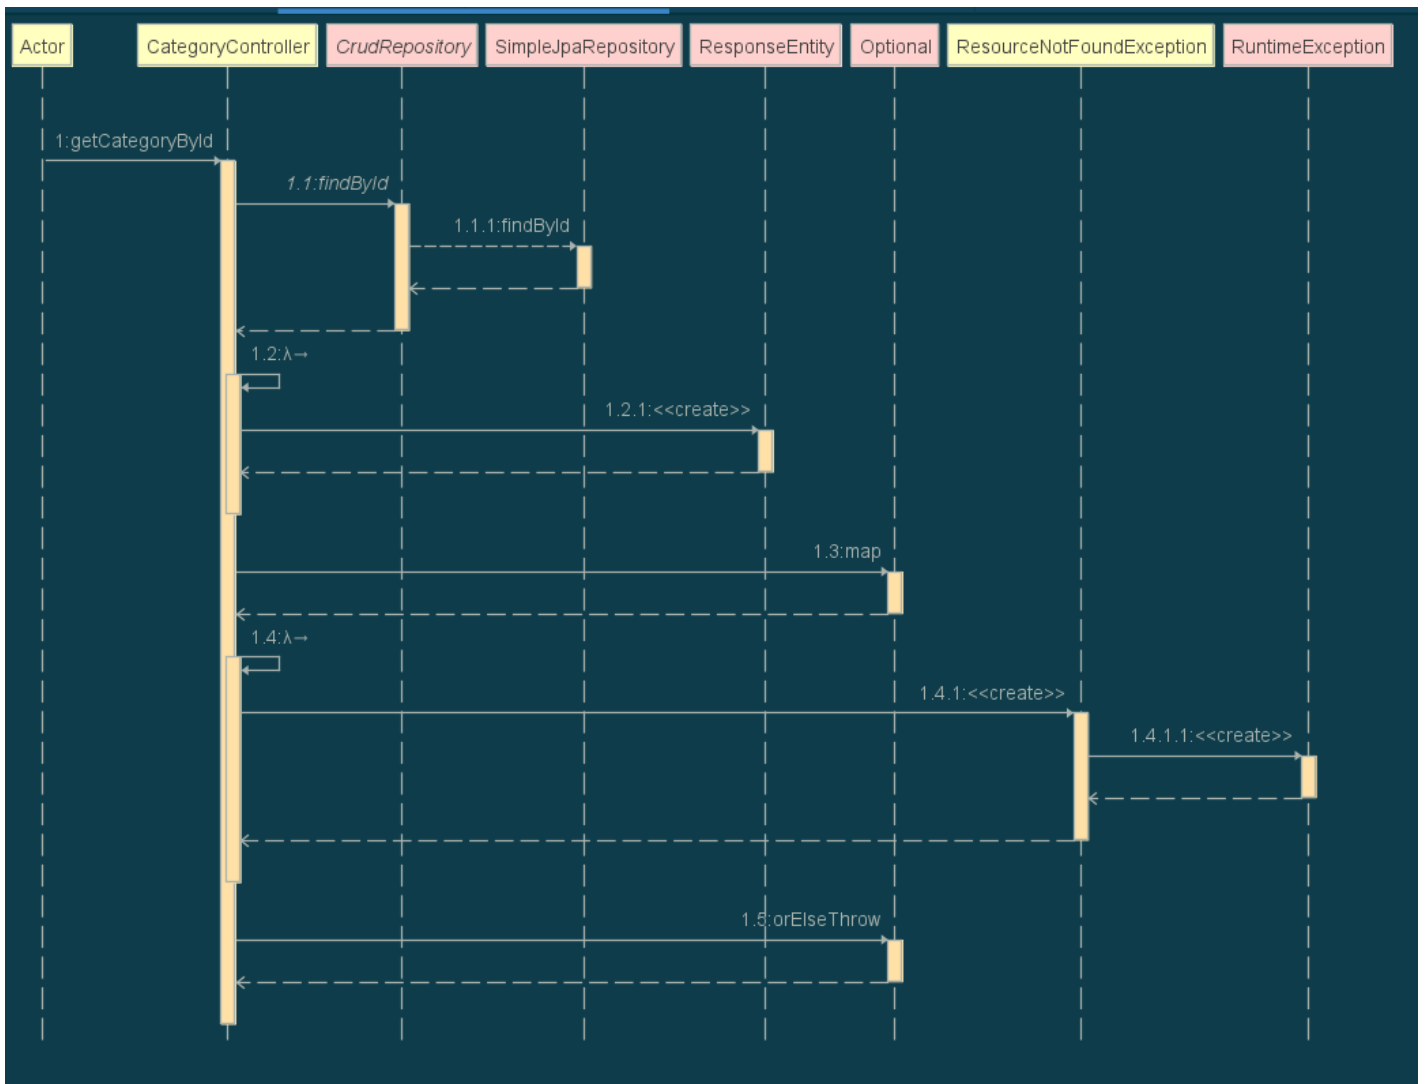 Actor CategoryController CrudRepository SimpleJpaRepository ResponseEntity Optional ResourceNotFoundException RuntimeException
1:getCategoryById
1.1:findById
1.1.1:findById
1.2:λ→
1.2.1:<<create>>
1.3:map
1.4:λ→
1.4.1:<<create>>
1.4.1.1:<<create>>
1.5:orElseThrow